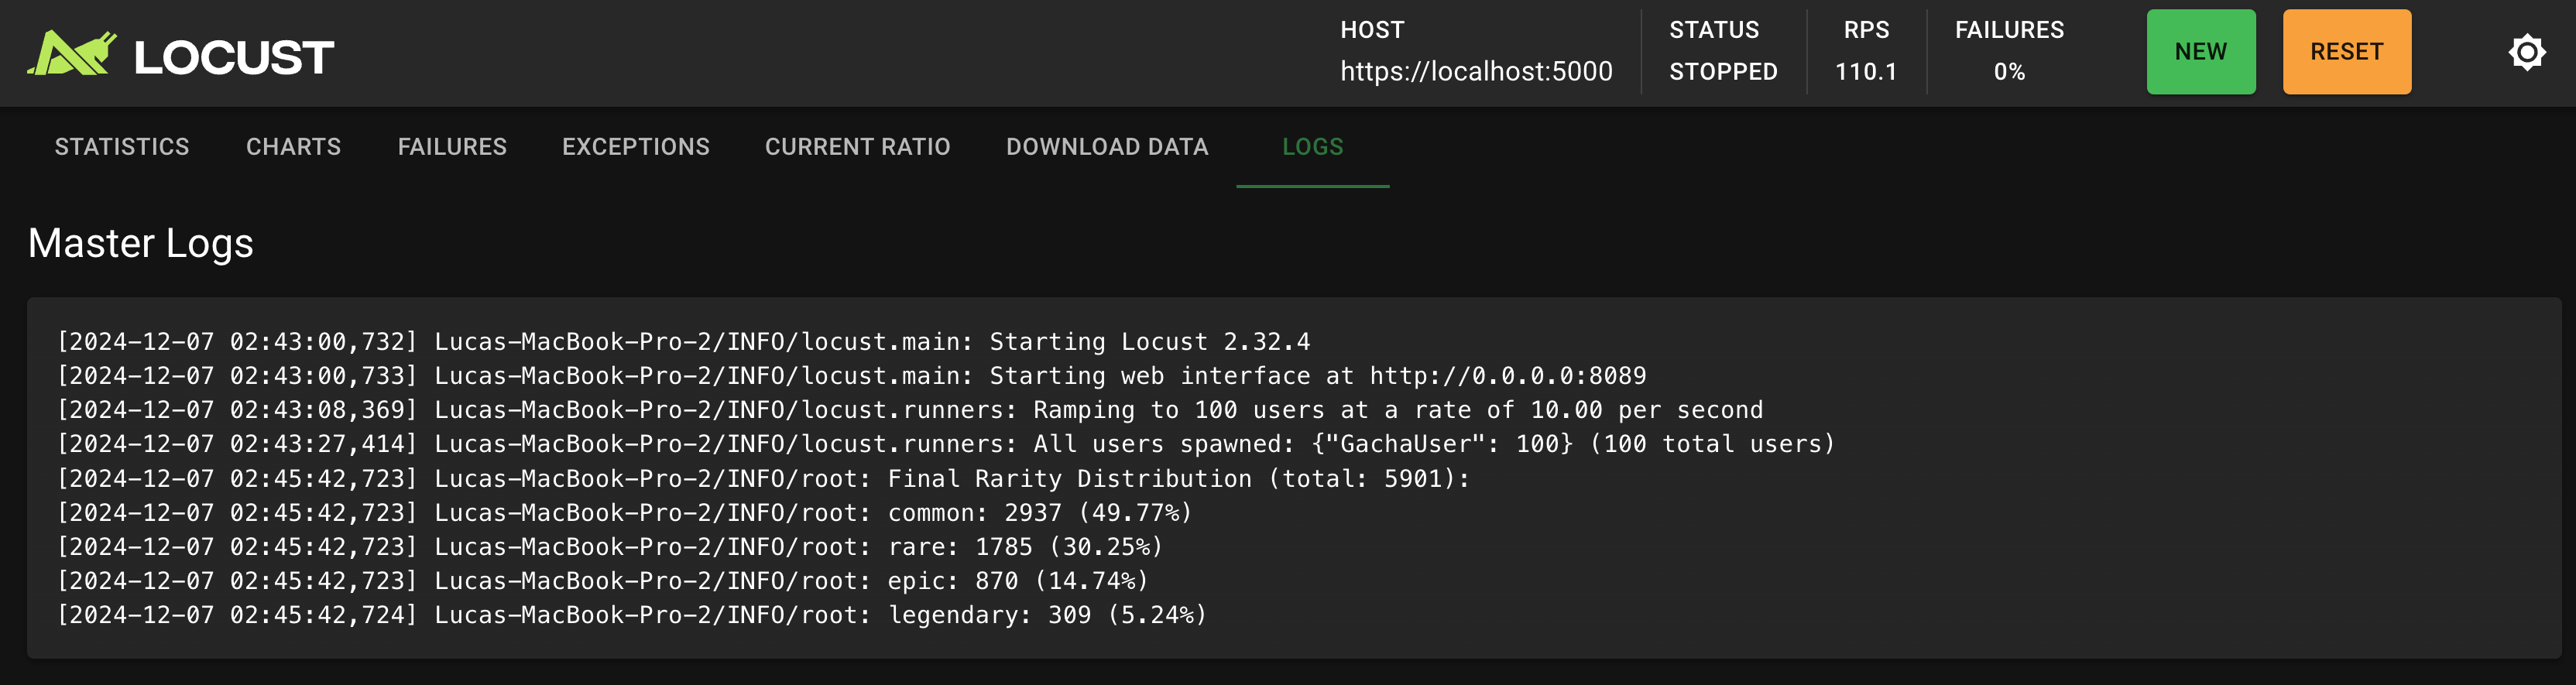 LOCUST
HOST
https://localhost:5000
STATUS
STOPPED
RPS
110.1
FAILURES
0%
NEW
RESET
STATISTICS CHARTS FAILURES EXCEPTIONS CURRENT RATIO DOWNLOAD DATA LOGS
Master Logs
[2024-12-07 02:43:00,732] Lucas-MacBook-Pro-2/INFO/locust.main: Starting Locust 2.32.4
[2024-12-07 02:43:00,733] Lucas-MacBook-Pro-2/INFO/locust.main: Starting web interface at http://0.0.0.0:8089
[2024-12-07 02:43:08,369] Lucas-MacBook-Pro-2/INFO/locust.runners: Ramping to 100 users at a rate of 10.00 per second
[2024-12-07 02:43:27,414] Lucas-MacBook-Pro-2/INFO/locust.runners: All users spawned: {"GachaUser": 100} (100 total users)
[2024-12-07 02:45:42,723] Lucas-MacBook-Pro-2/INFO/root: Final Rarity Distribution (total: 5901):
[2024-12-07 02:45:42,723] Lucas-MacBook-Pro-2/INFO/root: common: 2937 (49.77%)
[2024-12-07 02:45:42,723] Lucas-MacBook-Pro-2/INFO/root: rare: 1785 (30.25%)
[2024-12-07 02:45:42,723] Lucas-MacBook-Pro-2/INFO/root: epic: 870 (14.74%)
[2024-12-07 02:45:42,724] Lucas-MacBook-Pro-2/INFO/root: legendary: 309 (5.24%)